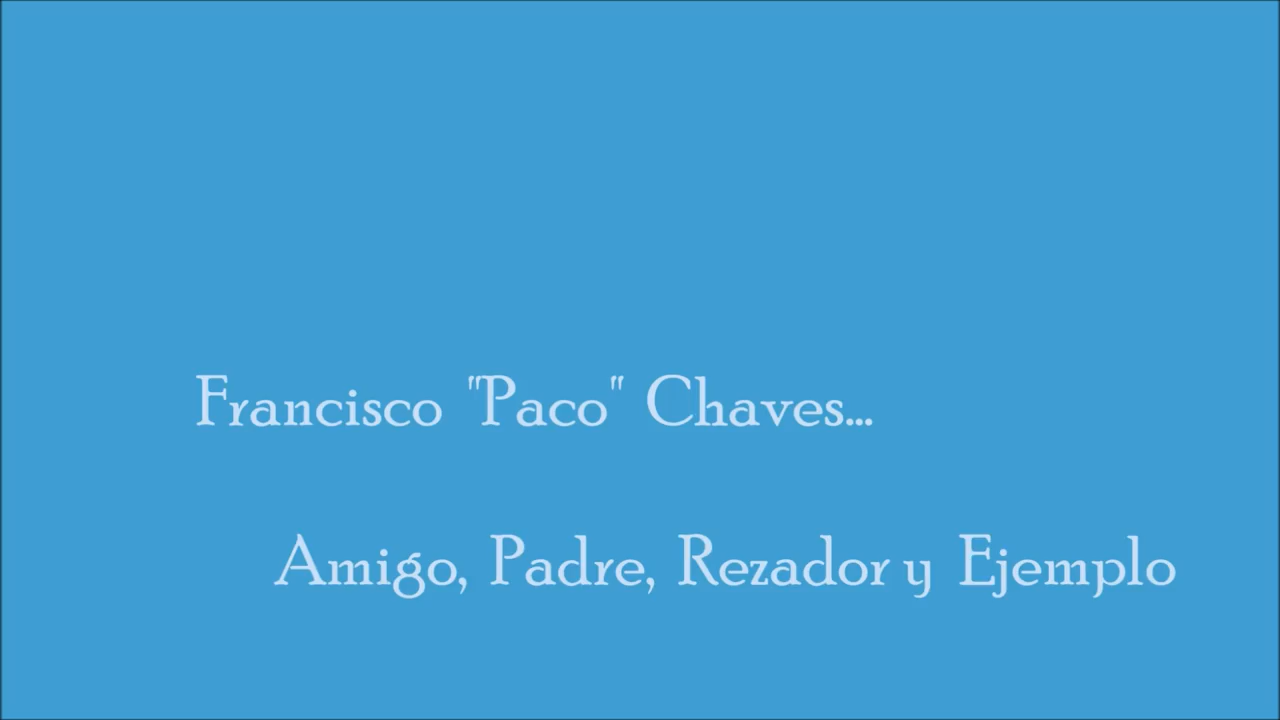 Francisco "Paco" Chaves...
Amigo, Padre, Rezador y Ejemplo